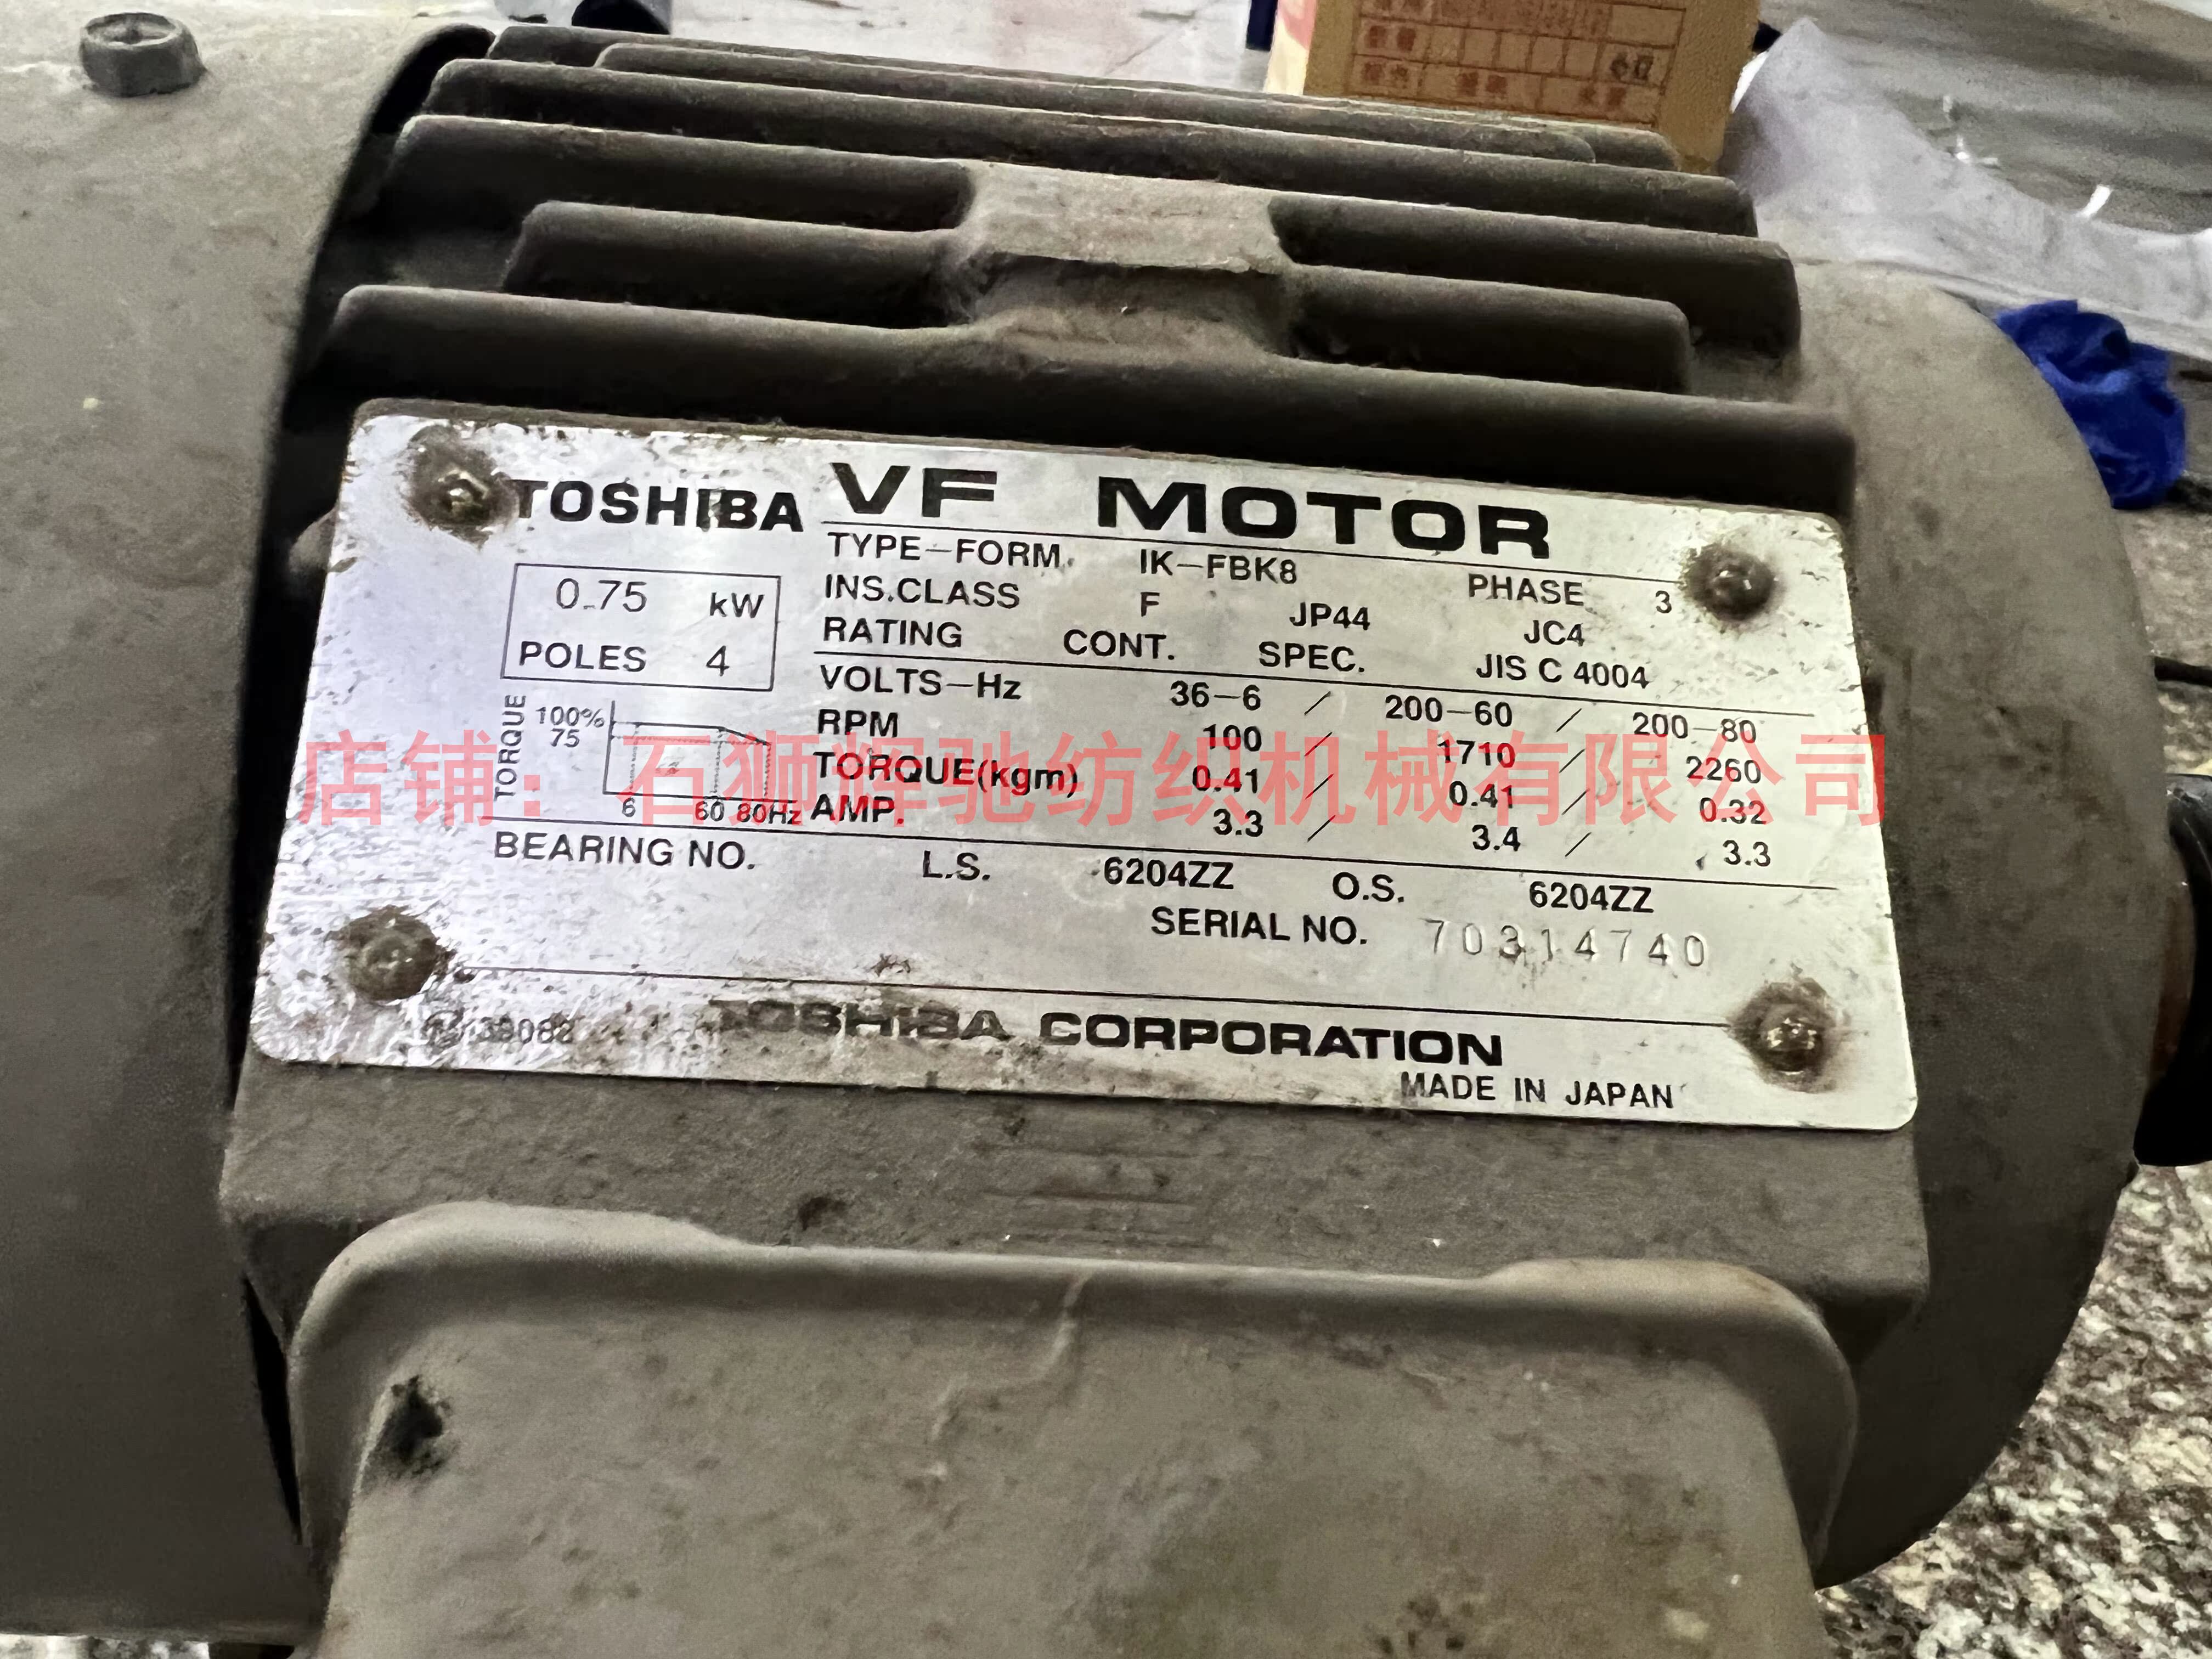 TOSHIBA VF MOTOR
TYPE-FORM. IK-FBK8 PHASE 3
INS.CLASS F JP44 JC4
RATING CONT. SPEC. JIS C 4004
0.75 kW
POLES 4
VOLTS-Hz 36-6 / 200-60 / 200-80
RPM 100 / 1710 / 2260
TORQUE(kgm) 0.41 / 0.41 / 0.32
AMP. 3.3 / 3.4 / 3.3
TORQUE
100%
75
6 60 80Hz
店铺：石狮辉驰纺织机械有限公司
BEARING NO. L.S. 6204ZZ O.S. 6204ZZ
SERIAL NO. 70314740
TOSHIBA CORPORATION
MADE IN JAPAN